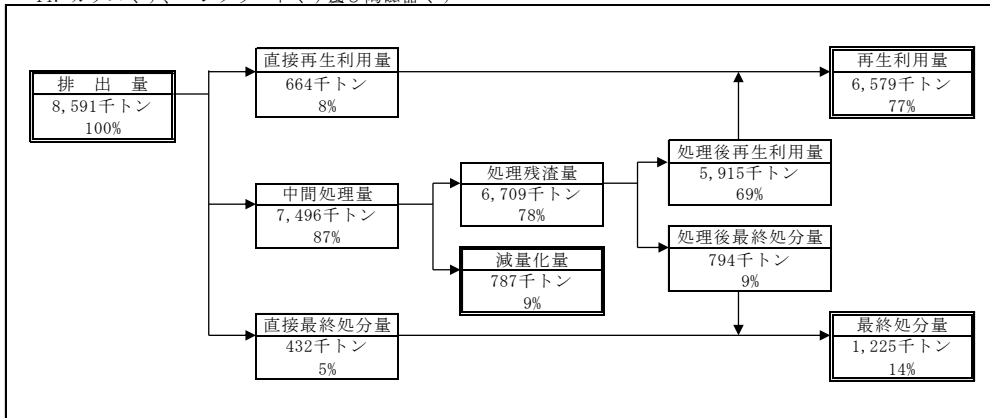 直接再生利用量
664千トン
8%
再生利用量
6,579千トン
77%
排出量
8,591千トン
100%
処理後再生利用量
5,915千トン
69%
処理残渣量
6,709千トン
78%
中間処理量
7,496千トン
87%
処理後最終処分量
794千トン
9%
減量化量
787千トン
9%
直接最終処分量
432千トン
5%
最終処分量
1,225千トン
14%